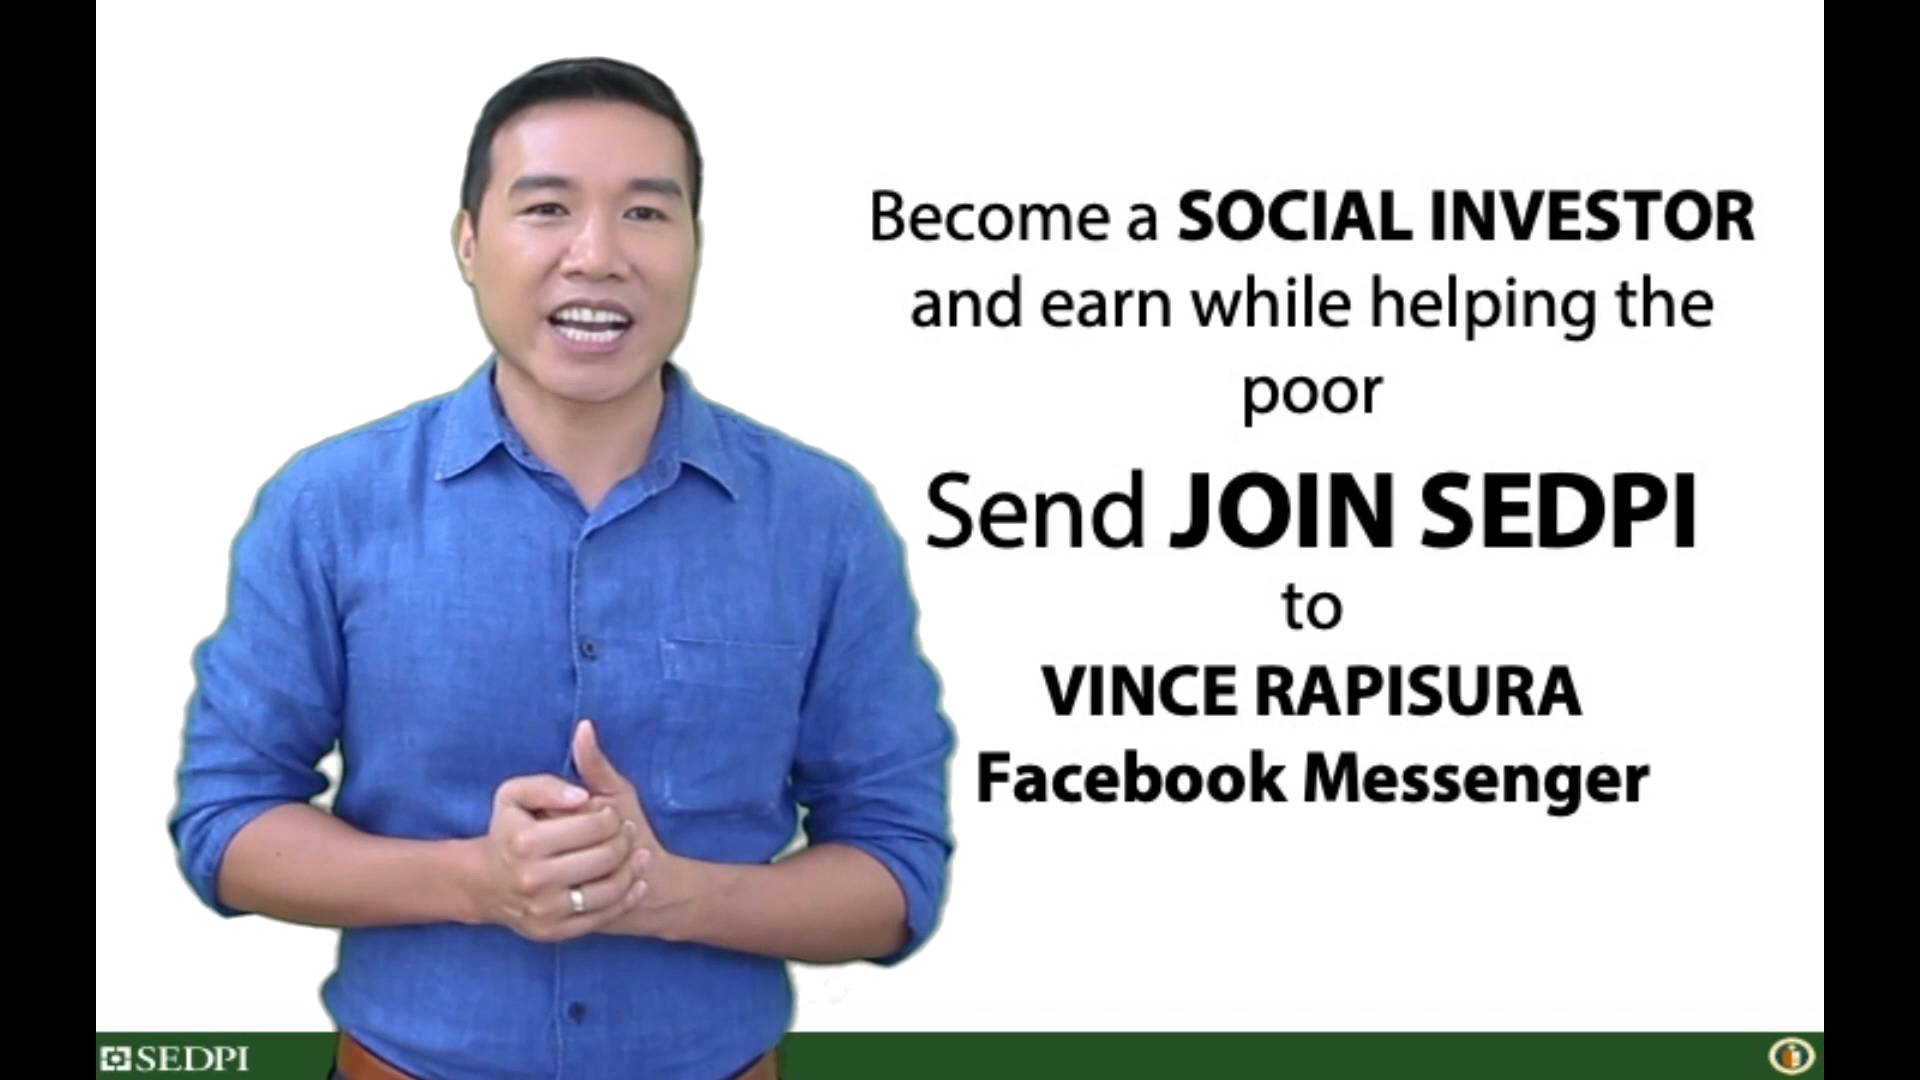 Become a SOCIAL INVESTOR
and earn while helping the
poor
Send JOIN SEDPI
to
VINCE RAPISURA
Facebook Messenger
SEDPI